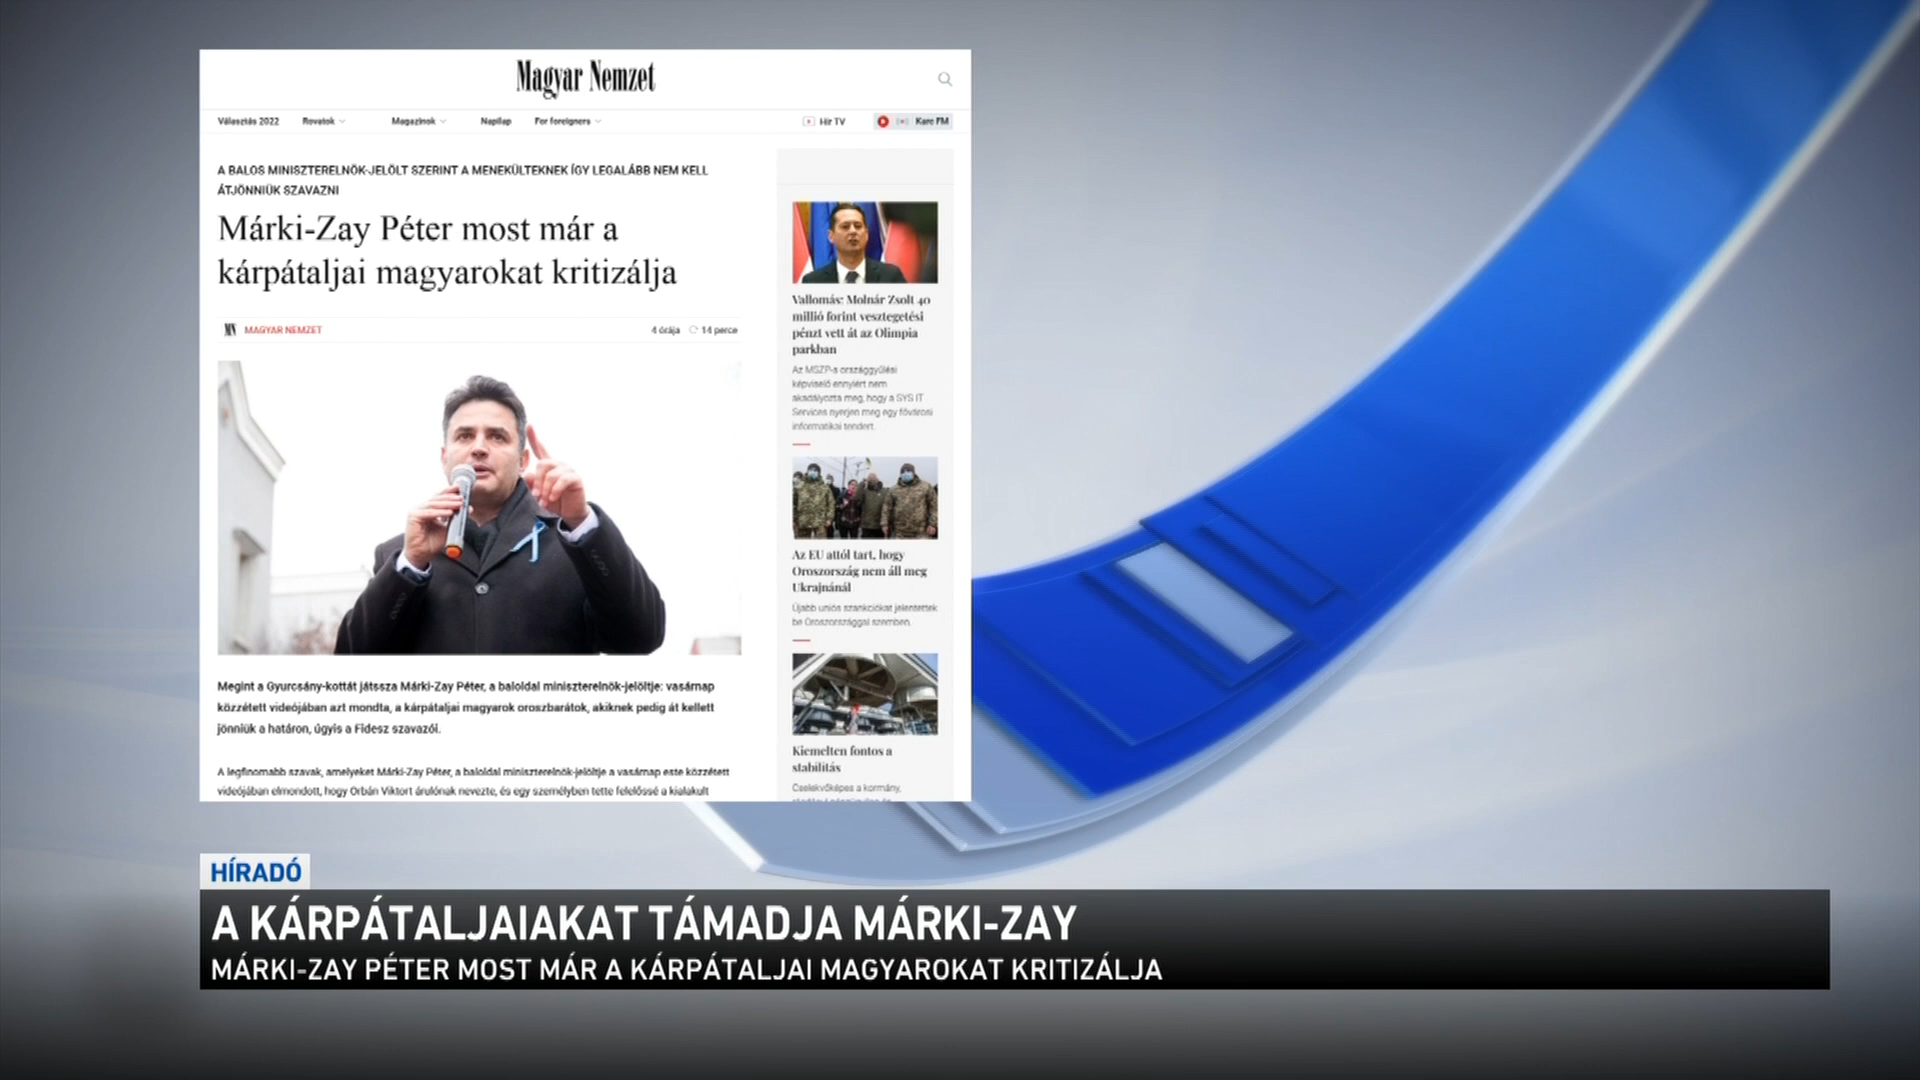 Magyar Nemzet
Választás 2022 Rovatok Magazinok Napilap For foreigners Hír TV Karc FM
A BALOS MINISZTERELNÖK-JELÖLT SZERINT A MENEKÜLTEKNEK ÍGY LEGALÁBB NEM KELL
ÁTJÖNNIÜK SZAVAZNI
Márki-Zay Péter most már a
kárpátaljai magyarokat kritizálja
MN MAGYAR NEMZET 4 órája 14 perce
Megint a Gyurcsány-kottát játssza Márki-Zay Péter, a baloldal miniszterelnök-jelöltje: vasárnap
közzétett videójában azt mondta, a kárpátaljai magyarok oroszbarátok, akiknek pedig át kellett
jönniük a határon, úgyis a Fidesz szavazói.
A legfinomabb szavak, amelyeket Márki-Zay Péter, a baloldal miniszterelnök-jelöltje a vasárnap este közzétett
videójában elmondott, hogy Orbán Viktort árulónak nevezte, és egy személyben tette felelőssé a kialakult
Vallomás: Molnár Zsolt 40
millió forint vesztegetési
pénzt vett át az Olimpia
parkban
Az MSZP-s országgyűlési
képviselő ennyiért nem
akadályozta meg, hogy a SYS IT
Services nyerjen meg egy fővárosi
informatikai tendert.
Az EU attól tart, hogy
Oroszország nem áll meg
Ukrajnánál
Újabb uniós szankciókat jelentettek
be Oroszországgal szemben.
Kiemelten fontos a
stabilitás
Cselekvőképes a kormány,
HÍRADÓ
A KÁRPÁTALJAIAKAT TÁMADJA MÁRKI-ZAY
MÁRKI-ZAY PÉTER MOST MÁR A KÁRPÁTALJAI MAGYAROKAT KRITIZÁLJA